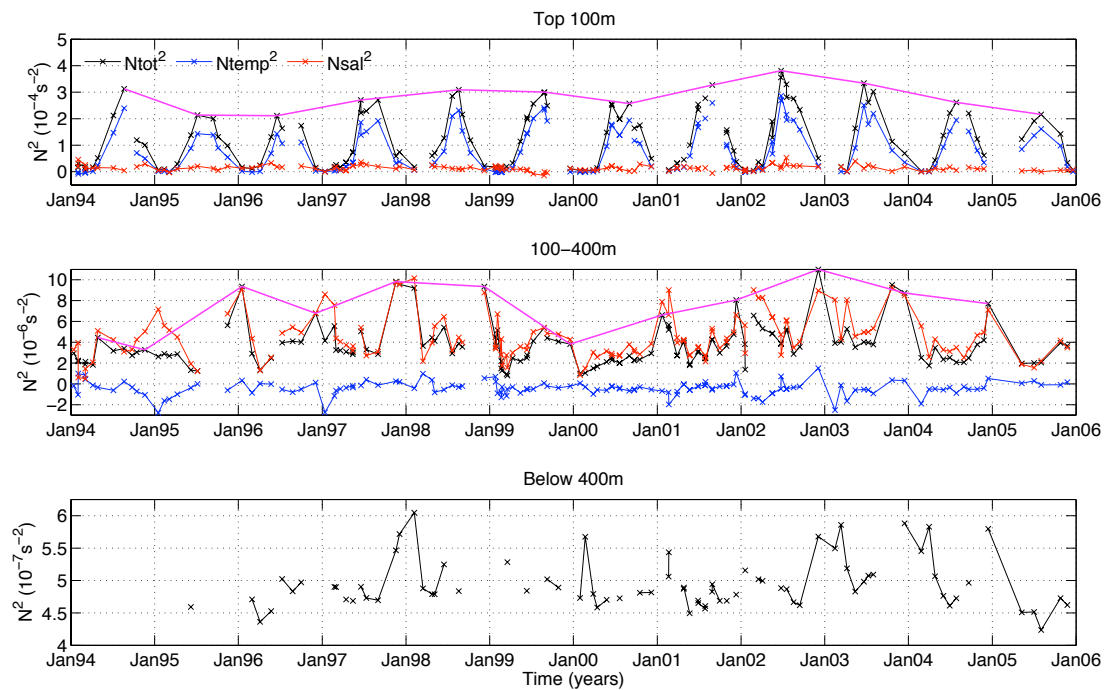 Top 100m
N² (10⁻⁴s⁻²)
5
4
3
2
1
0
Ntot² Ntemp² Nsal²
Jan94 Jan95 Jan96 Jan97 Jan98 Jan99 Jan00 Jan01 Jan02 Jan03 Jan04 Jan05 Jan06
100−400m
N² (10⁻⁶s⁻²)
10
8
6
4
2
0
−2
Jan94 Jan95 Jan96 Jan97 Jan98 Jan99 Jan00 Jan01 Jan02 Jan03 Jan04 Jan05 Jan06
Below 400m
N² (10⁻⁷s⁻²)
6
5.5
5
4.5
4
Jan94 Jan95 Jan96 Jan97 Jan98 Jan99 Jan00 Jan01 Jan02 Jan03 Jan04 Jan05 Jan06
Time (years)